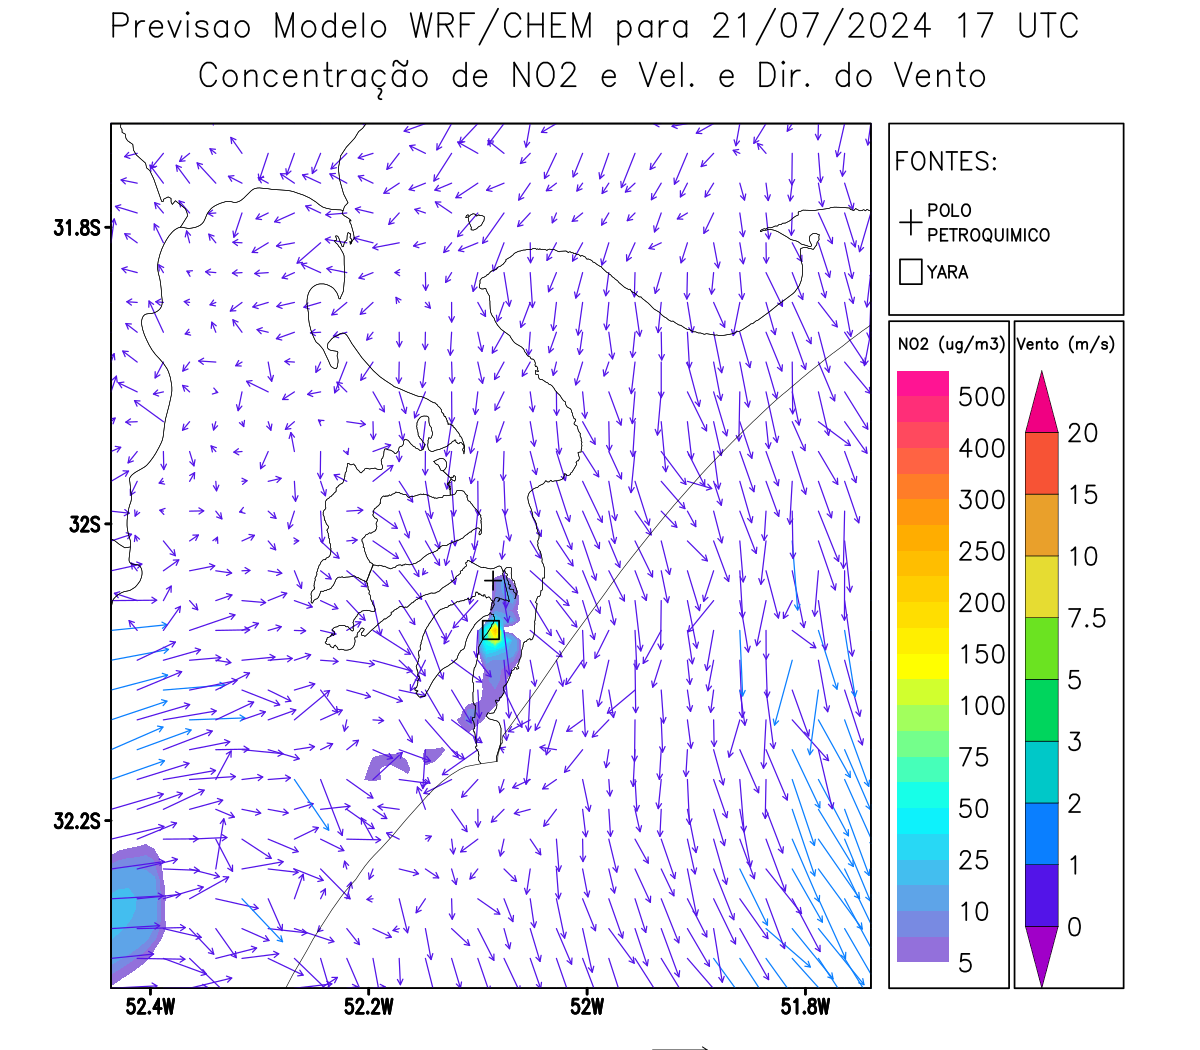 Previsao Modelo WRF/CHEM para 21/07/2024 17 UTC
Concentração de NO2 e Vel. e Dir. do Vento
FONTES:
POLO
PETROQUIMICO
YARA
31.8S
32S
32.2S
52.4W
52.2W
52W
51.8W
NO2 (ug/m3)
500
400
300
250
200
150
100
75
50
25
10
5
Vento (m/s)
20
15
10
7.5
5
3
2
1
0